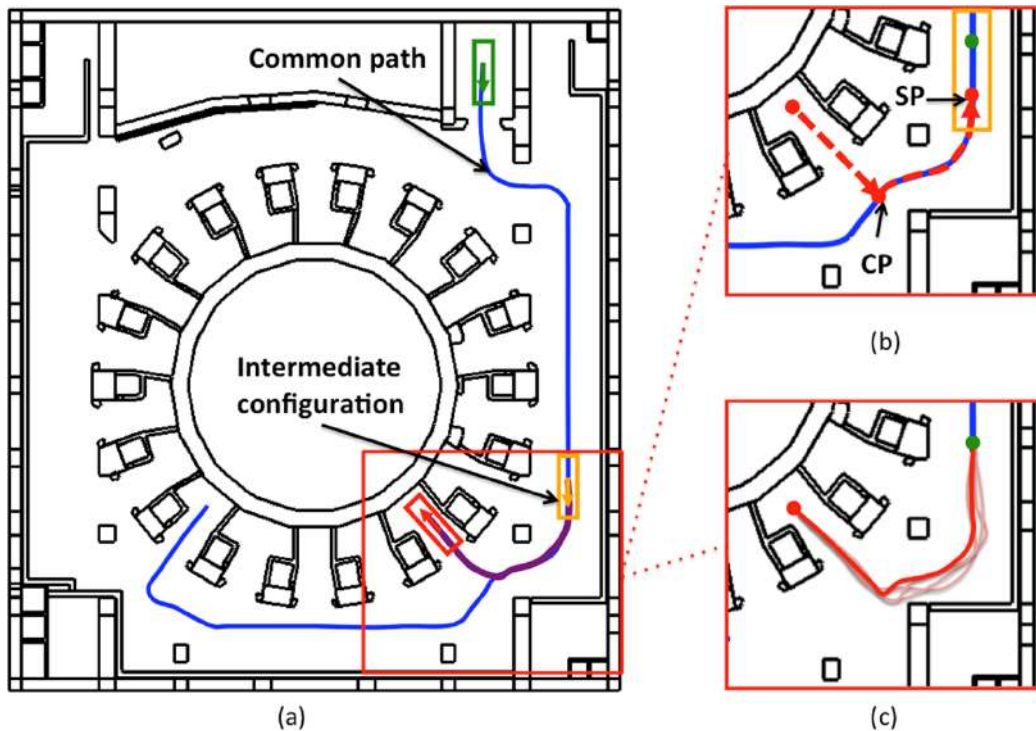 Common path
Intermediate
configuration
(a)
SP
CP
(b)
(c)